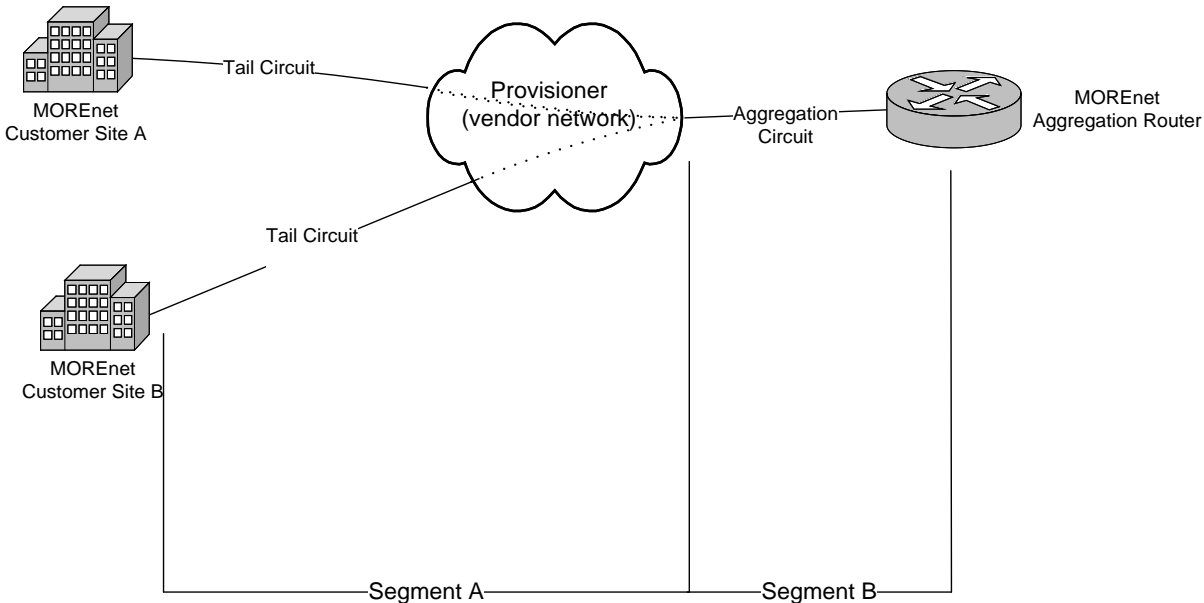 Tail Circuit
MOREnet
Customer Site A
Provisioner
(vendor network)
Aggregation
Circuit
MOREnet
Aggregation Router
Tail Circuit
MOREnet
Customer Site B
Segment A
Segment B